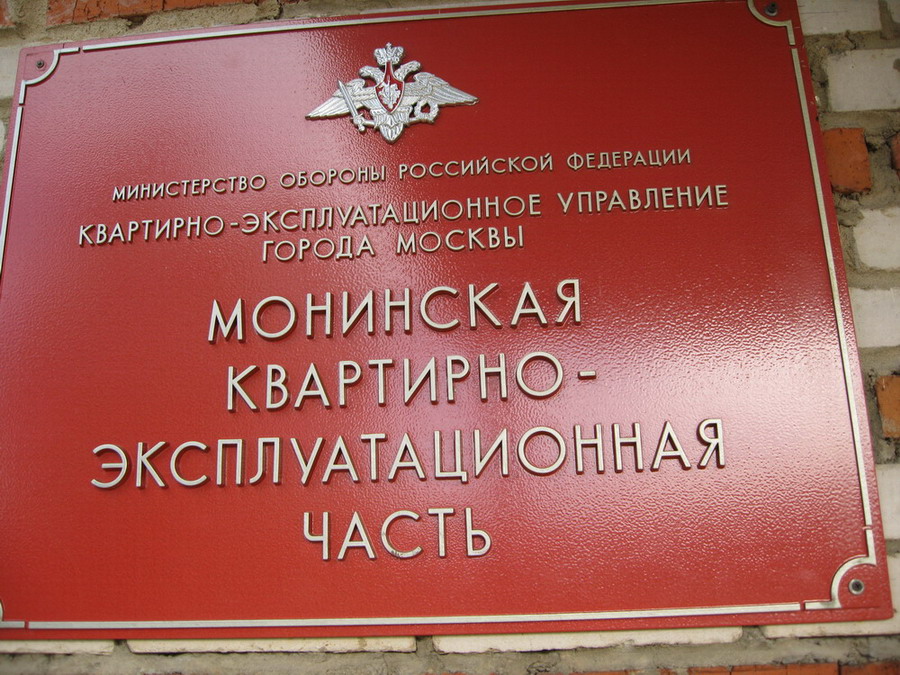 МИНИСТЕРСТВО ОБОРОНЫ РОССИЙСКОЙ ФЕДЕРАЦИИ
КВАРТИРНО-ЭКСПЛУАТАЦИОННОЕ УПРАВЛЕНИЕ
ГОРОДА МОСКВЫ
МОНИНСКАЯ
КВАРТИРНО-
ЭКСПЛУАТАЦИОННАЯ
ЧАСТЬ